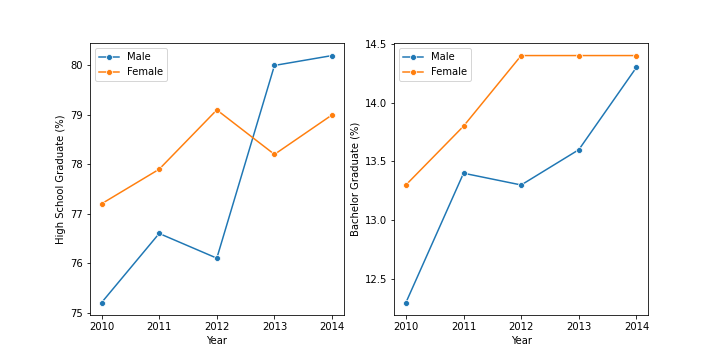 High School Graduate (%)
80
79
78
77
76
75
Male
Female
2010 2011 2012 2013 2014
Year
Bachelor Graduate (%)
14.5
14.0
13.5
13.0
12.5
Male
Female
2010 2011 2012 2013 2014
Year